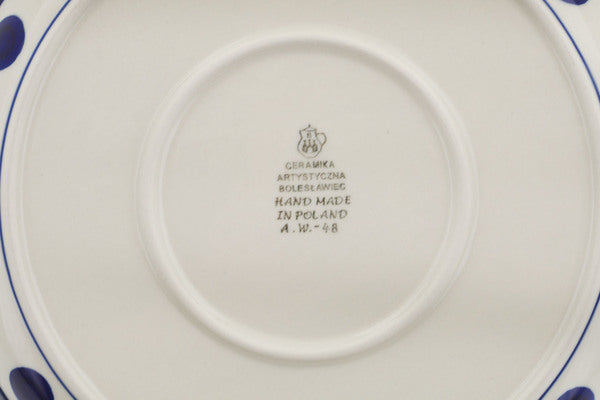 CERAMIKA
ARTYSTYCZNA
BOLESŁAWIEC
HAND MADE
IN POLAND
A.W.-48